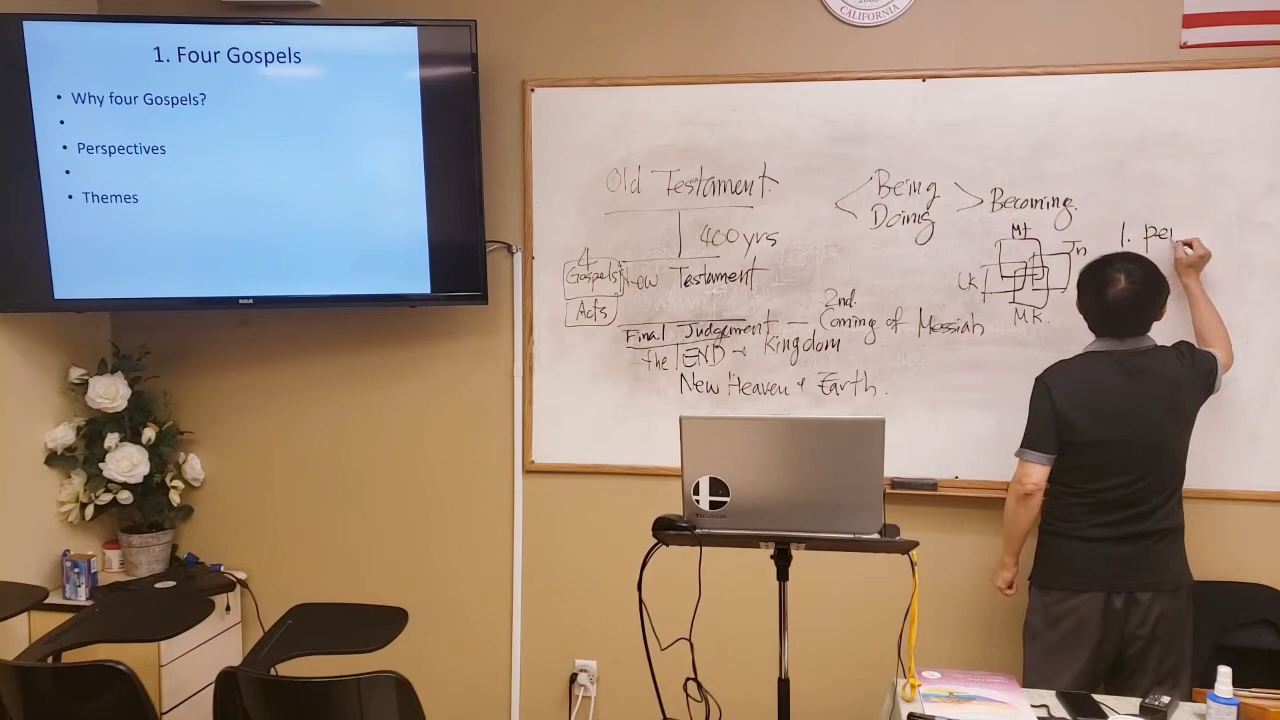 CALIFORNIA
1. Four Gospels
• Why four Gospels?
•
• Perspectives
•
• Themes
RCA
Old Testament.
400 yrs
4
Gospels
New Testament
Acts
Final Judgement — 2nd. Coming of Messiah
the END → Kingdom
New Heaven & Earth.
< Being
Doing > Becoming.
Mt
Jn
Lk
MK.
1. per